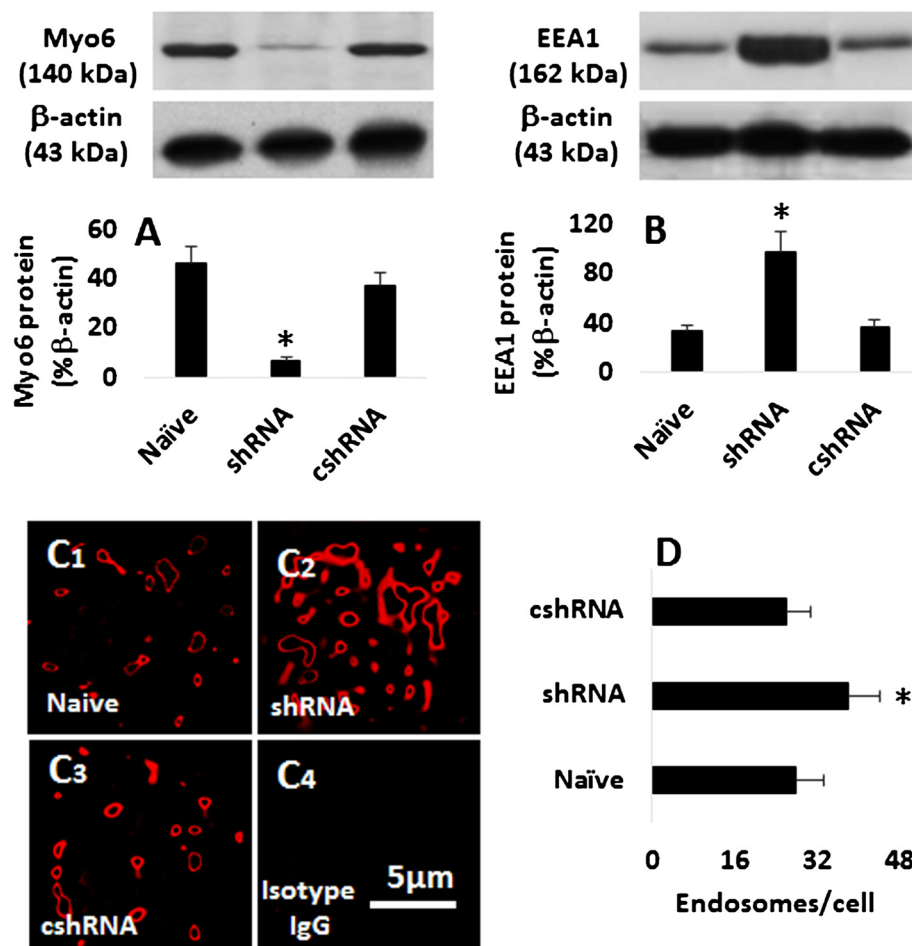 Myo6
(140 kDa)
β-actin
(43 kDa)
EEA1
(162 kDa)
β-actin
(43 kDa)
A
Myo6 protein
(%β-actin)
60
40
20
0
*
Naïve
shRNA
cshRNA
B
EEA1 protein
(%β-actin)
120
80
40
0
*
Naïve
shRNA
cshRNA
C1
Naive
C2
shRNA
C3
cshRNA
C4
Isotype
IgG
5µm
D
cshRNA
shRNA
*
Naïve
0 16 32 48
Endosomes/cell